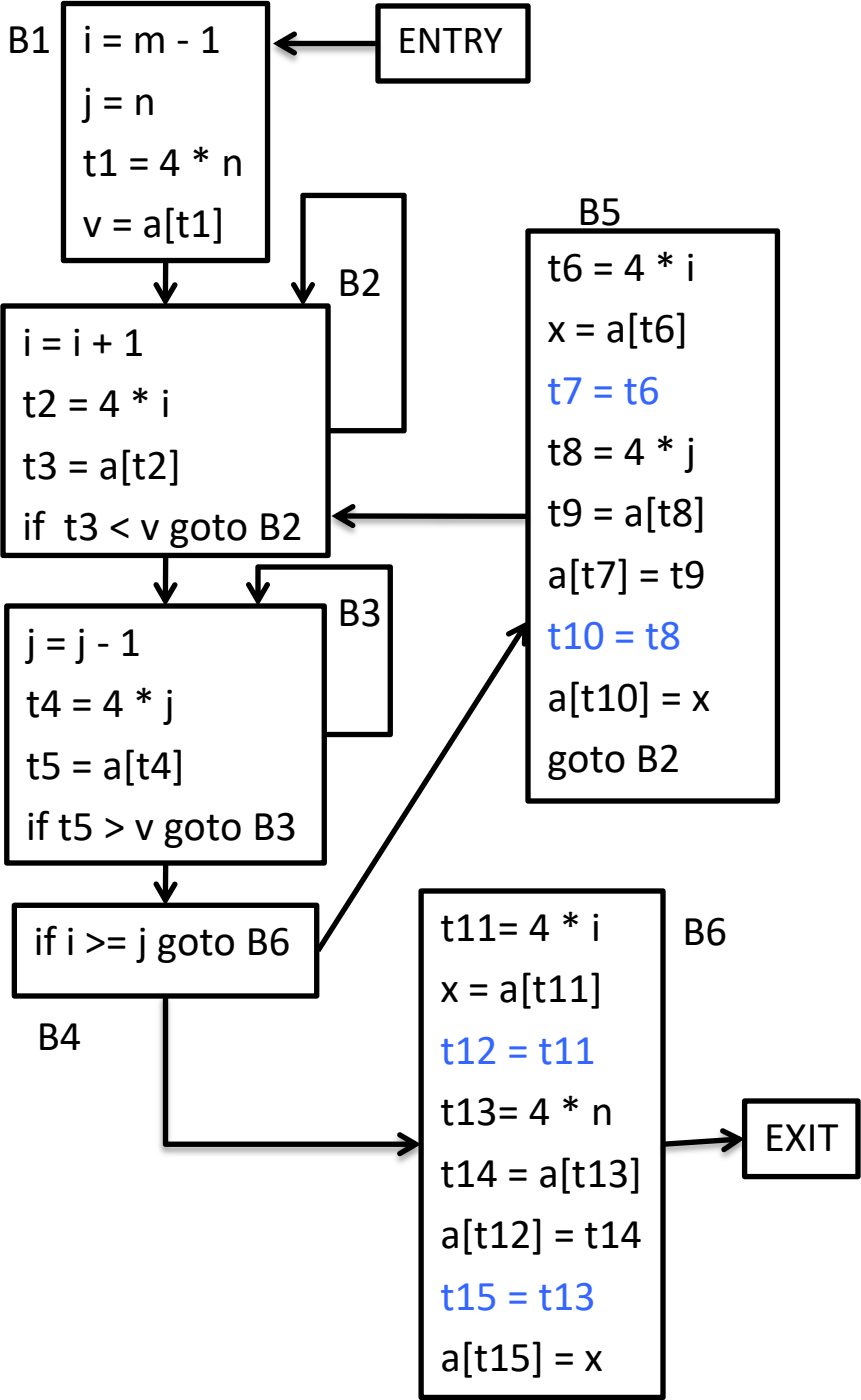 B1
i = m - 1
j = n
t1 = 4 * n
v = a[t1]
ENTRY
B2
i = i + 1
t2 = 4 * i
t3 = a[t2]
if t3 < v goto B2
B3
j = j - 1
t4 = 4 * j
t5 = a[t4]
if t5 > v goto B3
if i >= j goto B6
B4
B5
t6 = 4 * i
x = a[t6]
t7 = t6
t8 = 4 * j
t9 = a[t8]
a[t7] = t9
t10 = t8
a[t10] = x
goto B2
B6
t11= 4 * i
x = a[t11]
t12 = t11
t13= 4 * n
t14 = a[t13]
a[t12] = t14
t15 = t13
a[t15] = x
EXIT